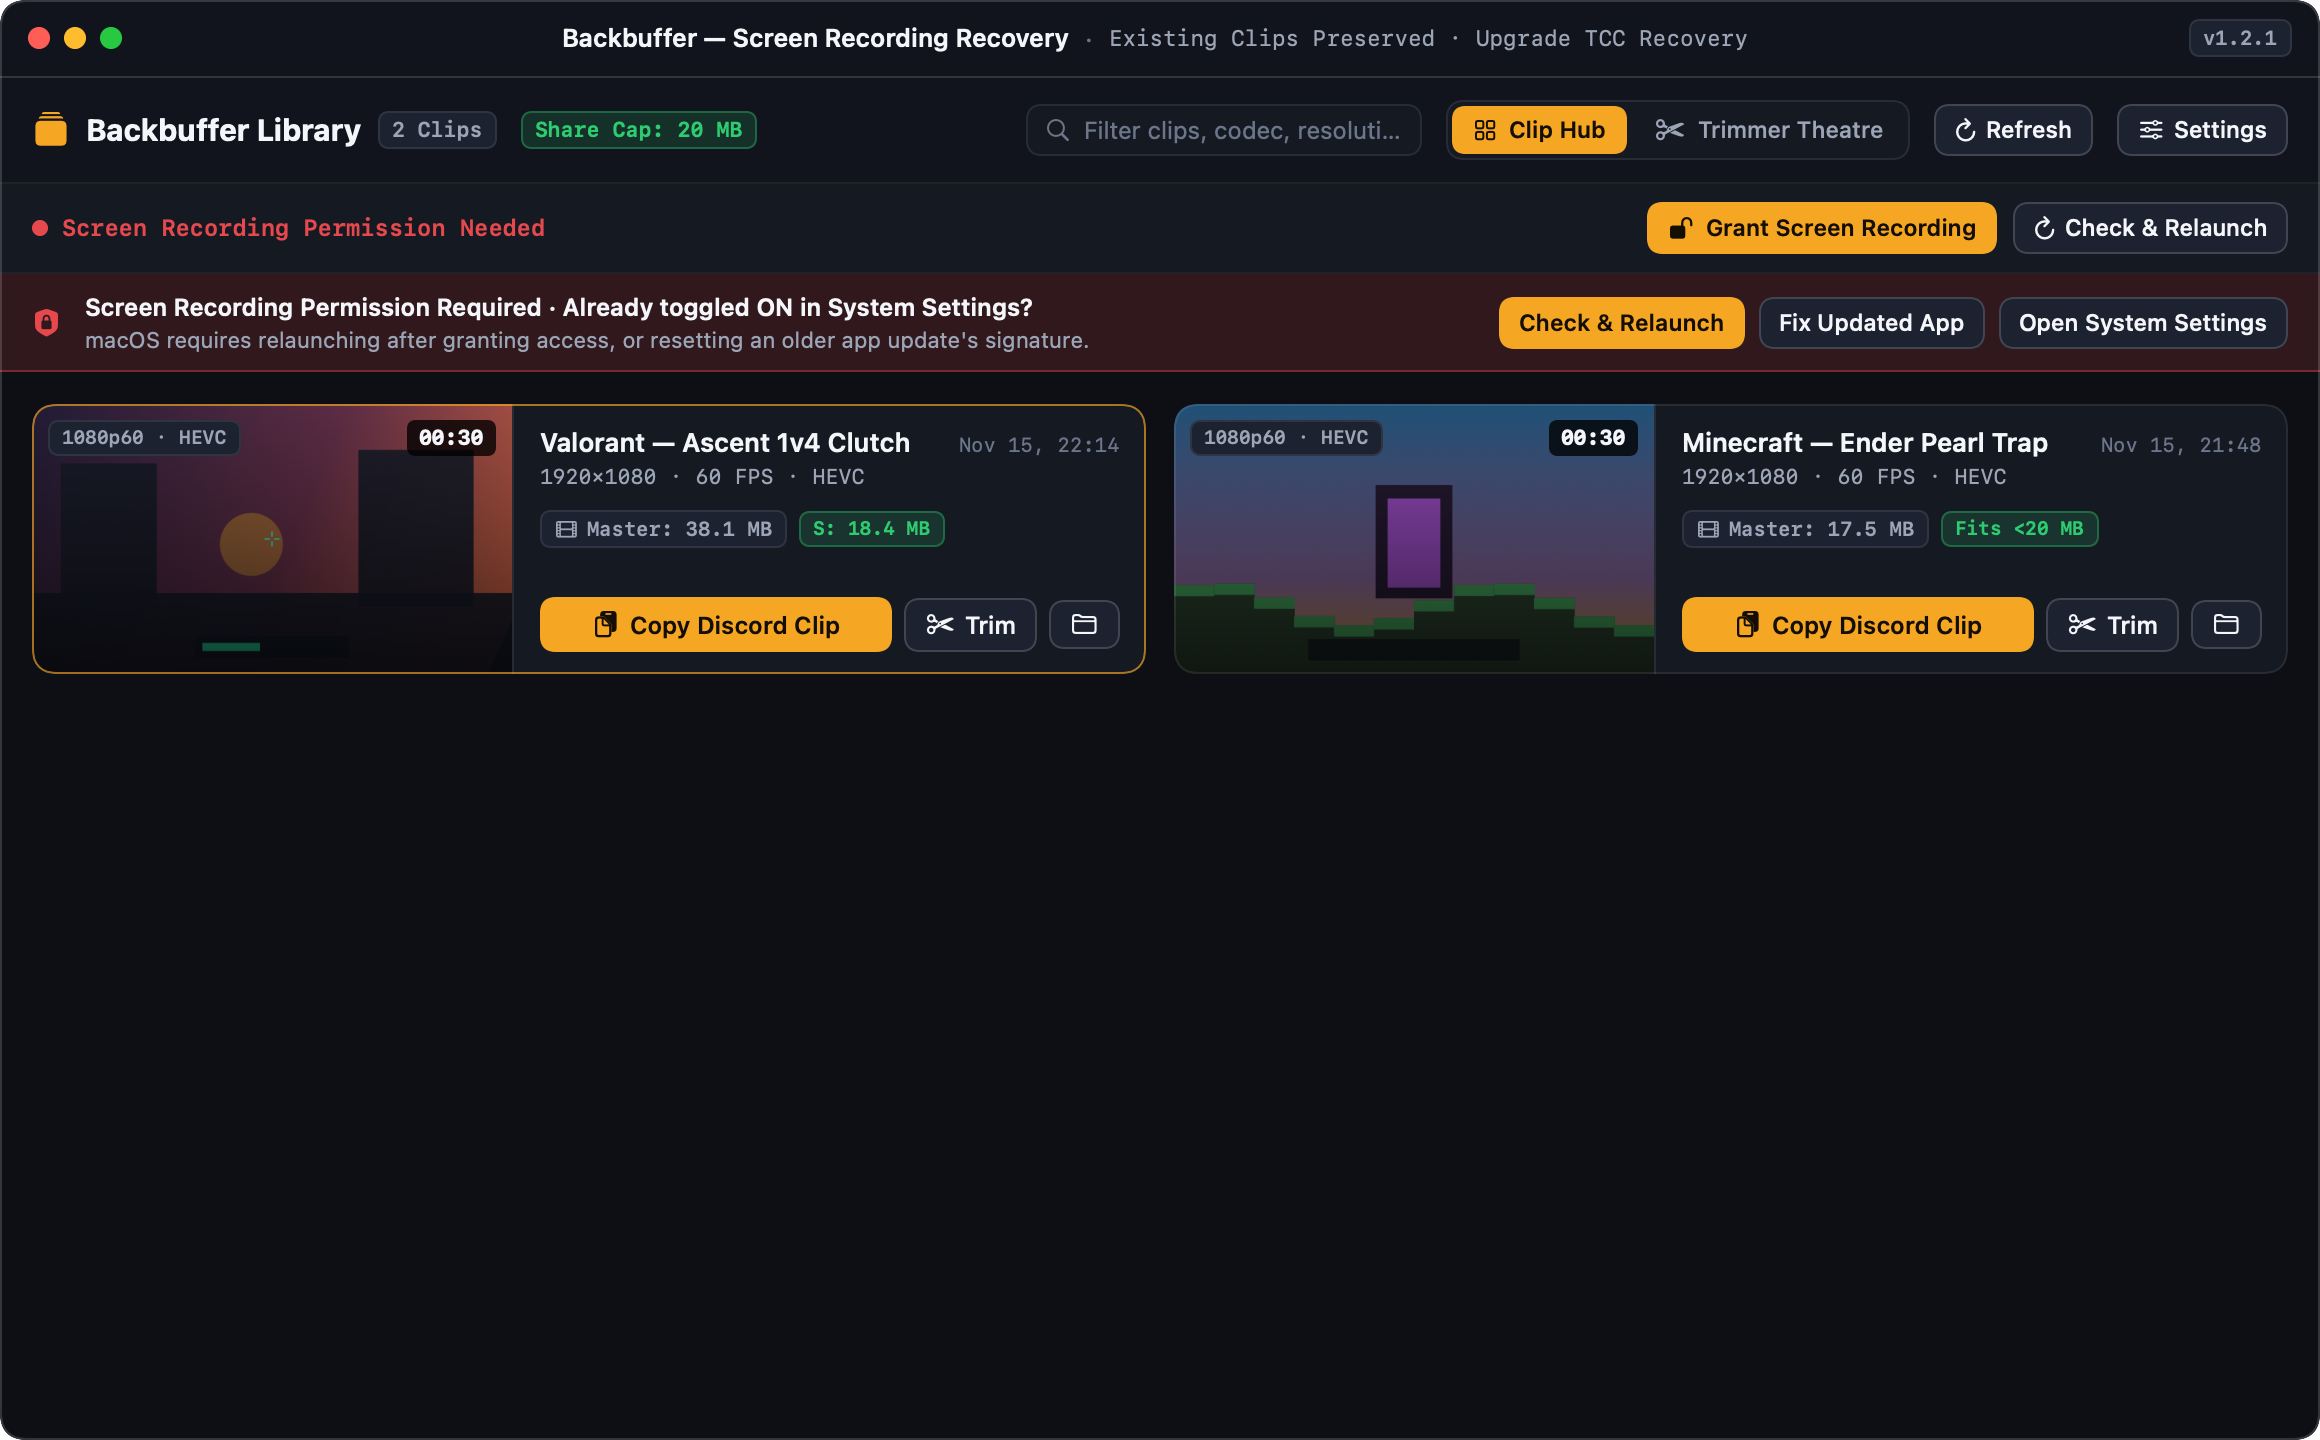 Backbuffer — Screen Recording Recovery · Existing Clips Preserved · Upgrade TCC Recovery
v1.2.1
Backbuffer Library
2 Clips
Share Cap: 20 MB
Filter clips, codec, resoluti...
Clip Hub
Trimmer Theatre
Refresh
Settings
Screen Recording Permission Needed
Grant Screen Recording
Check & Relaunch
Screen Recording Permission Required · Already toggled ON in System Settings?
macOS requires relaunching after granting access, or resetting an older app update's signature.
Check & Relaunch
Fix Updated App
Open System Settings
1080p60 · HEVC
00:30
Valorant — Ascent 1v4 Clutch
Nov 15, 22:14
1920×1080 · 60 FPS · HEVC
Master: 38.1 MB
S: 18.4 MB
Copy Discord Clip
Trim
1080p60 · HEVC
00:30
Minecraft — Ender Pearl Trap
Nov 15, 21:48
1920×1080 · 60 FPS · HEVC
Master: 17.5 MB
Fits <20 MB
Copy Discord Clip
Trim